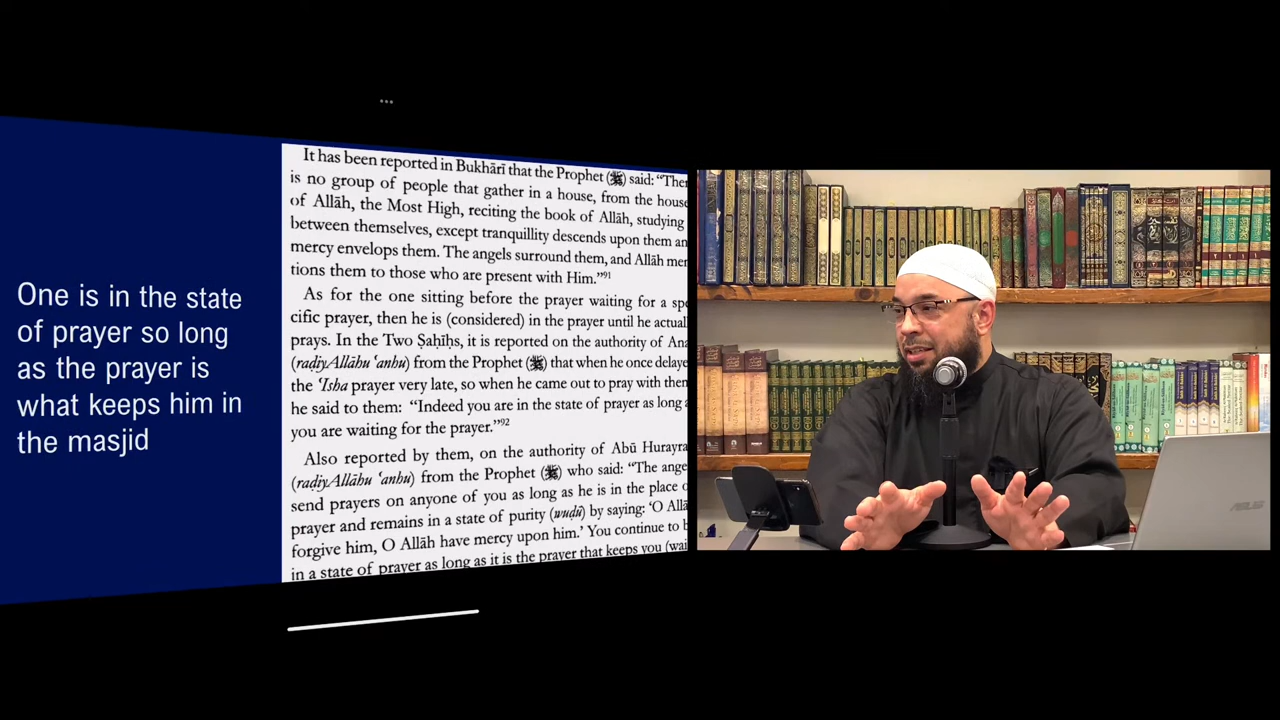 One is in the state
of prayer so long
as the prayer is
what keeps him in
the masjid
It has been reported in Bukhārī that the Prophet (ﷺ) said: “Ther
is no group of people that gather in a house, from the house
of Allāh, the Most High, reciting the book of Allāh, studying
between themselves, except tranquillity descends upon them an
mercy envelops them. The angels surround them, and Allāh men
tions them to those who are present with Him.”⁹¹
As for the one sitting before the prayer waiting for a spe
cific prayer, then he is (considered) in the prayer until he actual
prays. In the Two Ṣaḥīḥs, it is reported on the authority of Ana
(raḍiyAllāhu ‘anhu) from the Prophet (ﷺ) that when he once delaye
the ‘Isha prayer very late, so when he came out to pray with them
he said to them: “Indeed you are in the state of prayer as long a
you are waiting for the prayer.”⁹²
Also reported by them, on the authority of Abū Hurayra
(raḍiyAllāhu ‘anhu) from the Prophet (ﷺ) who said: “The ange
send prayers on anyone of you as long as he is in the place o
prayer and remains in a state of purity (wuḍū) by saying: ‘O Allā
forgive him, O Allāh have mercy upon him.’ You continue to b
in a state of prayer as long as it is the prayer that keeps you (wai
ASUS